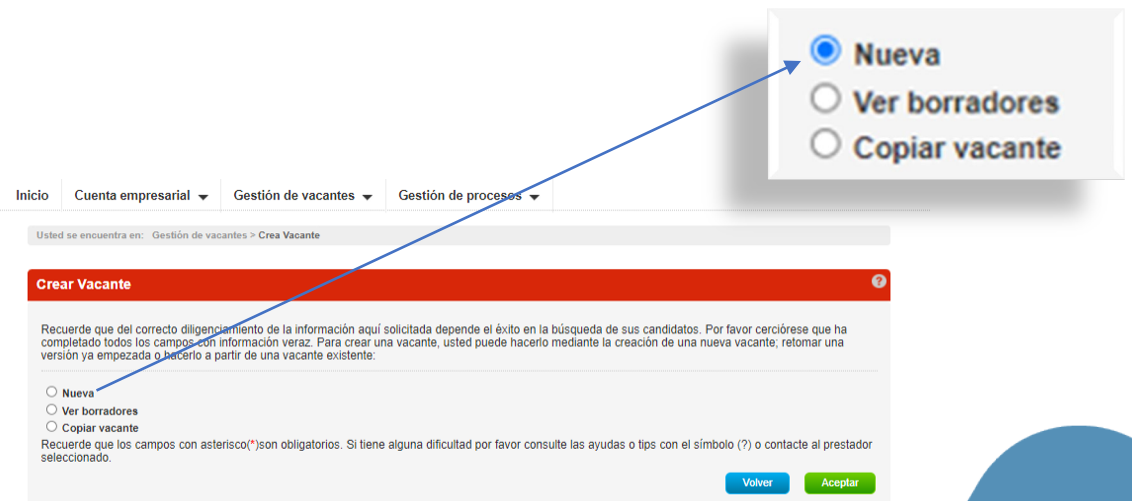 Nueva
Ver borradores
Copiar vacante
Inicio Cuenta empresarial Gestión de vacantes Gestión de procesos
Usted se encuentra en: Gestión de vacantes > Crea Vacante
Crear Vacante ?
Recuerde que del correcto diligenciamiento de la información aquí solicitada depende el éxito en la búsqueda de sus candidatos. Por favor cerciórese que ha
completado todos los campos con información veraz. Para crear una vacante, usted puede hacerlo mediante la creación de una nueva vacante; retomar una
versión ya empezada o hacerlo a partir de una vacante existente:
Nueva
Ver borradores
Copiar vacante
Recuerde que los campos con asterisco(*)son obligatorios. Si tiene alguna dificultad por favor consulte las ayudas o tips con el símbolo (?) o contacte al prestador
seleccionado.
Volver Aceptar